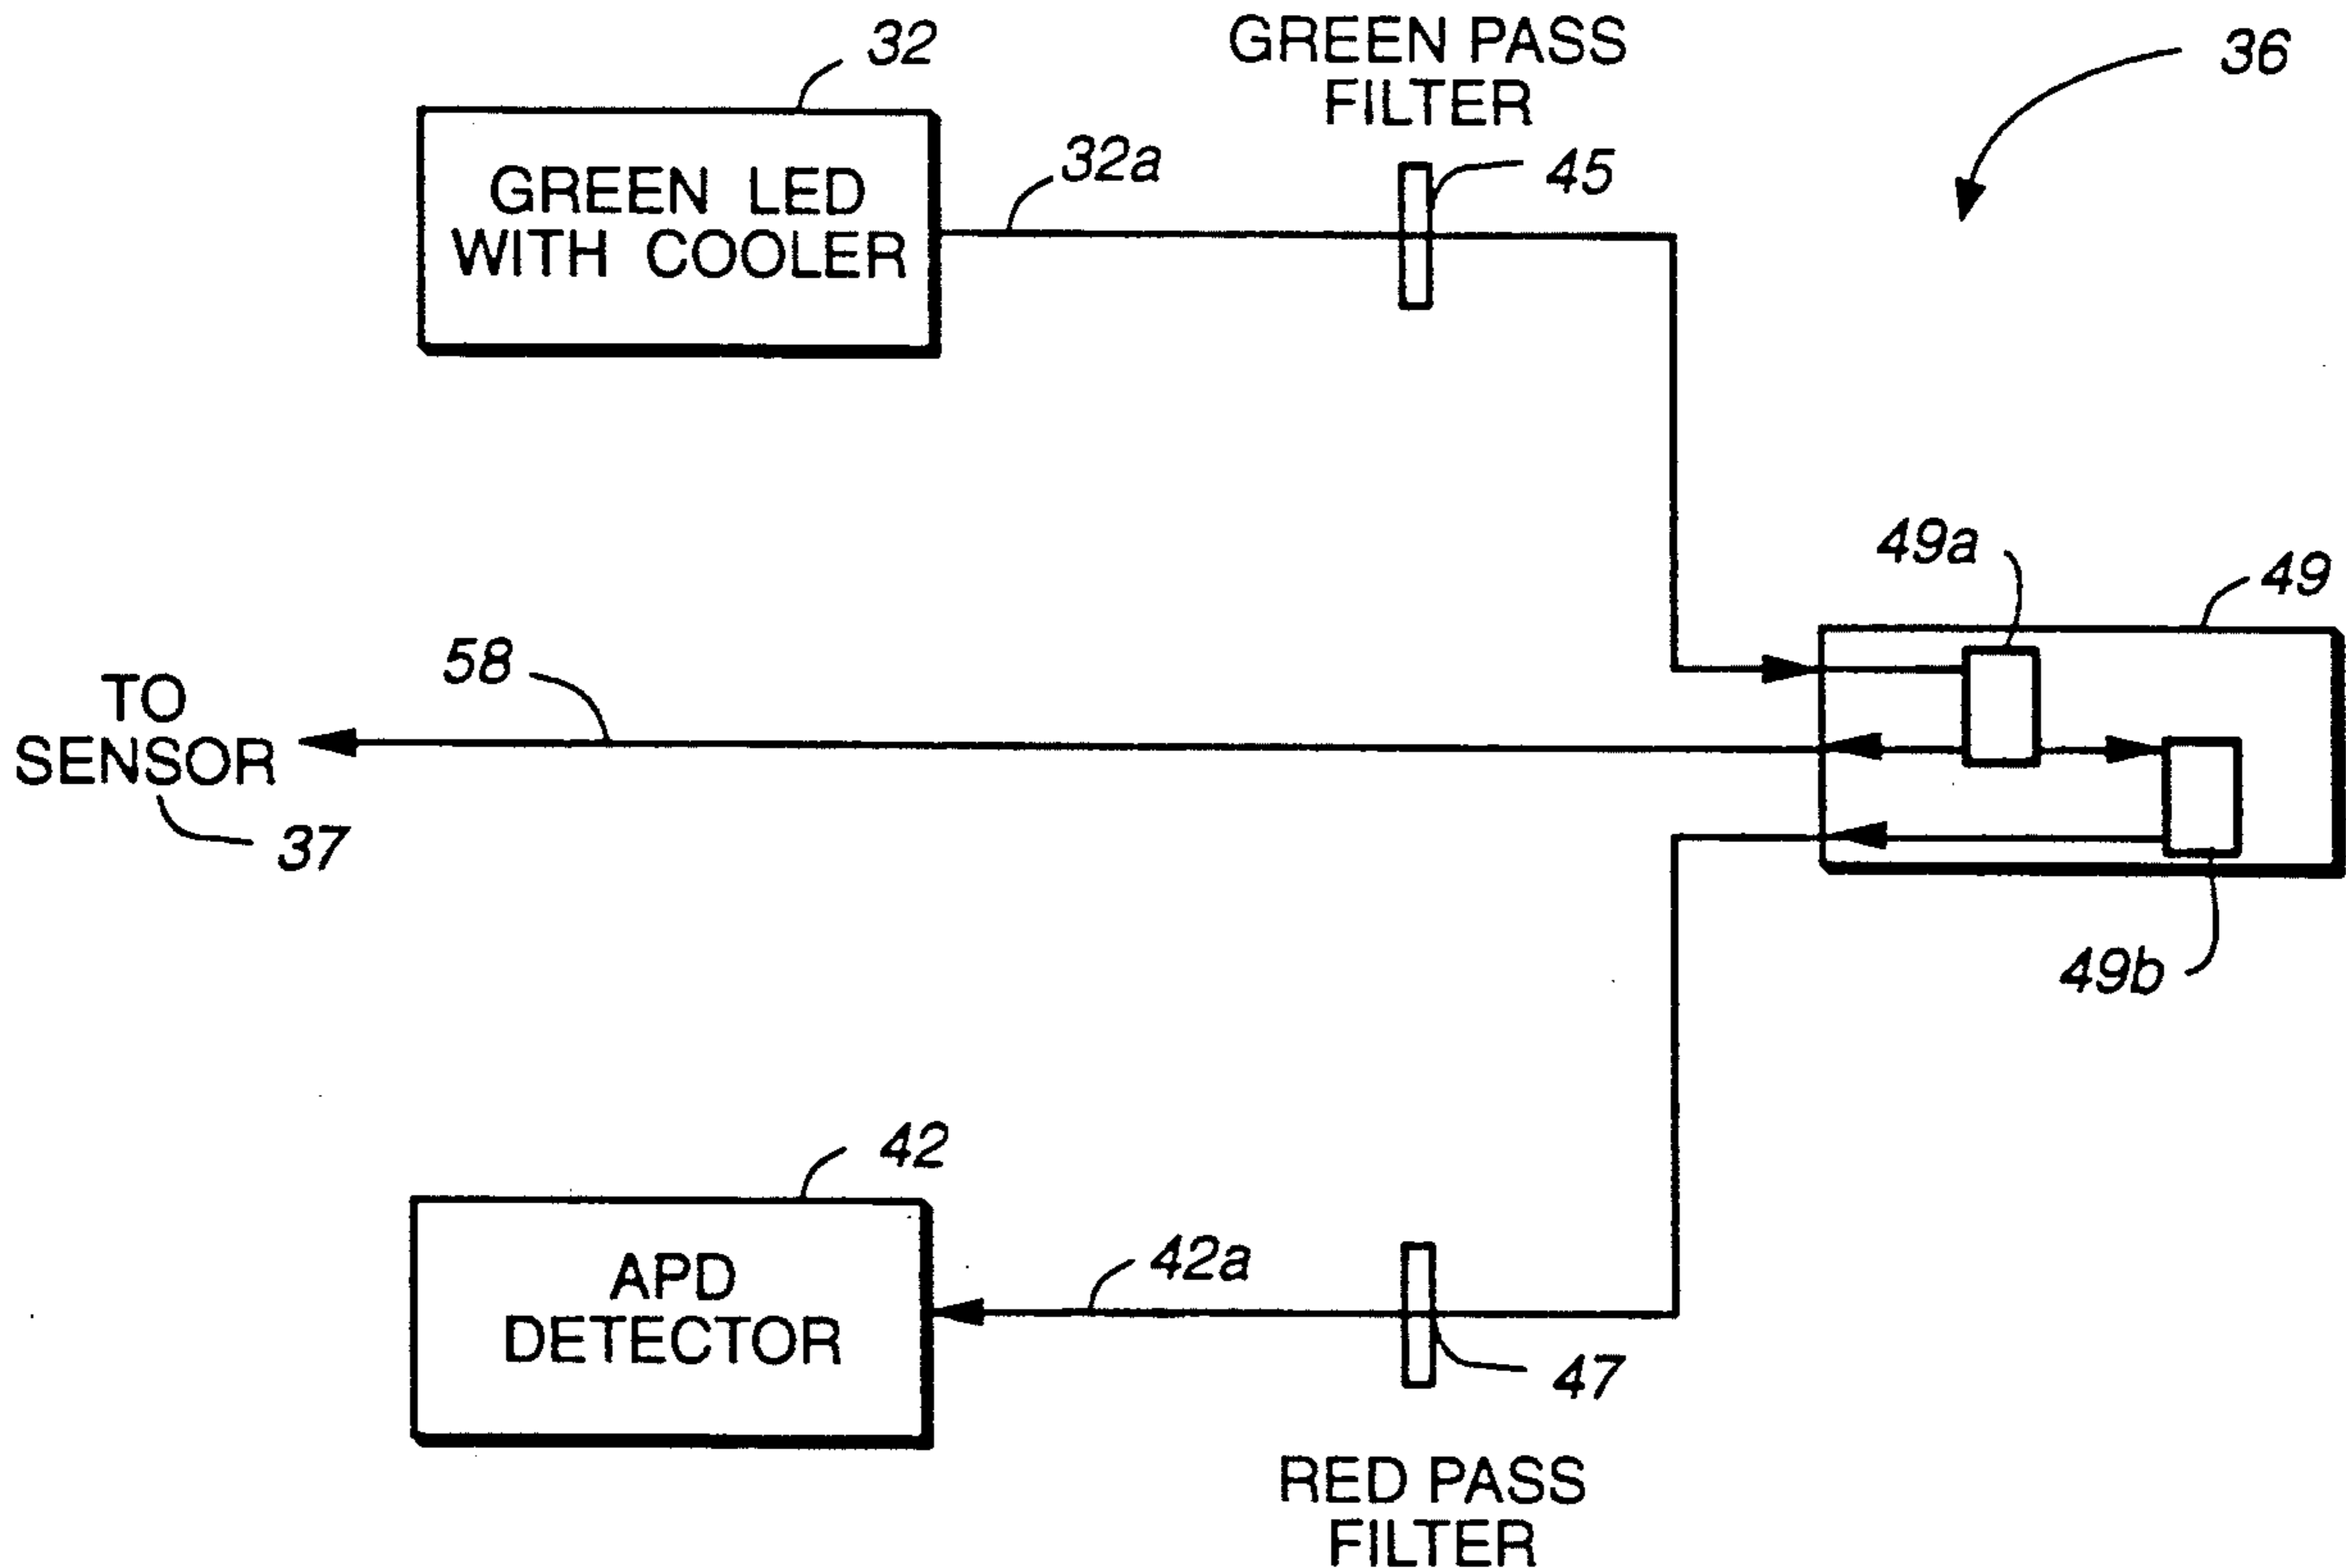 32
GREEN PASS
FILTER
36
GREEN LED
WITH COOLER
32a
45
49a
49
58
TO
SENSOR
37
49b
42
APD
DETECTOR
42a
47
RED PASS
FILTER